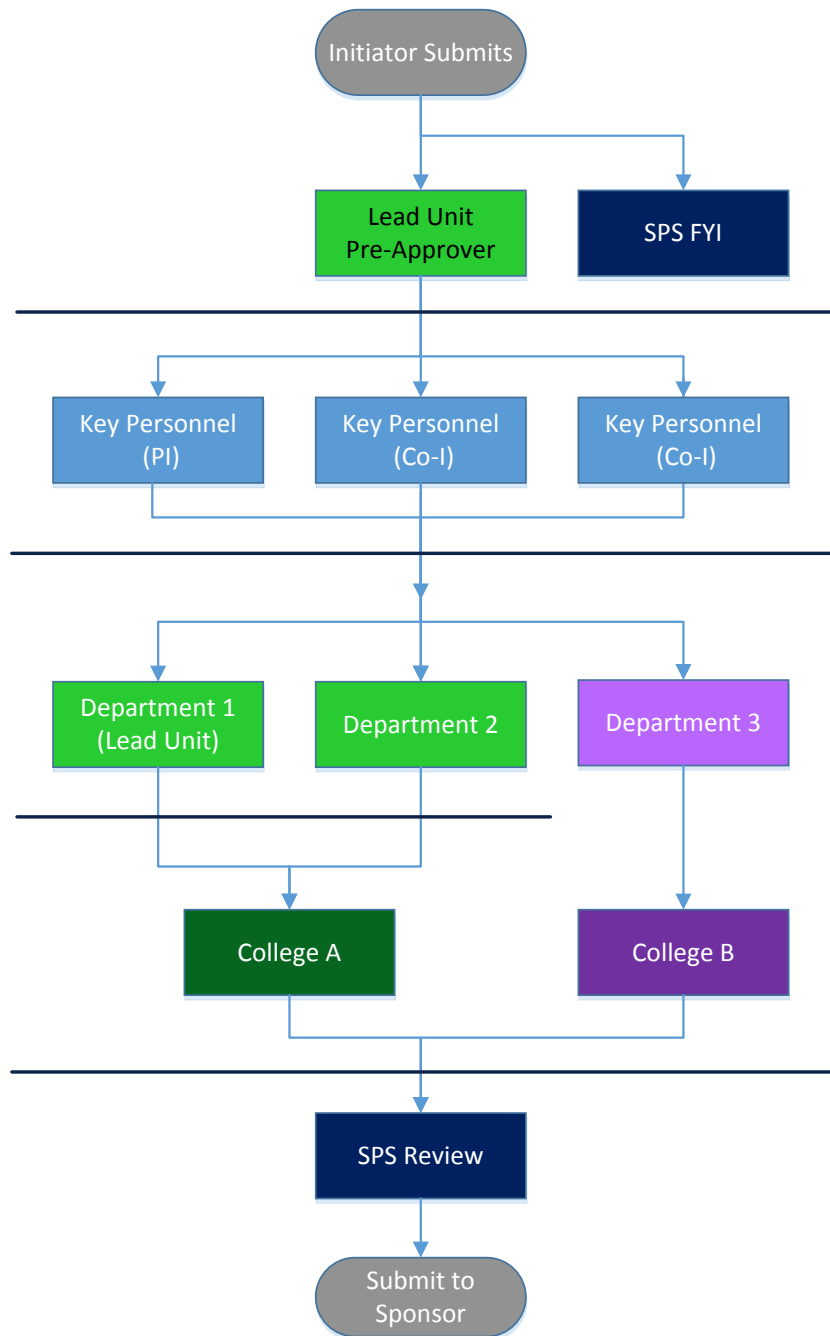 Initiator Submits
Lead Unit
Pre-Approver
SPS FYI
Key Personnel
(PI)
Key Personnel
(Co-I)
Key Personnel
(Co-I)
Department 1
(Lead Unit)
Department 2
Department 3
College A
College B
SPS Review
Submit to
Sponsor